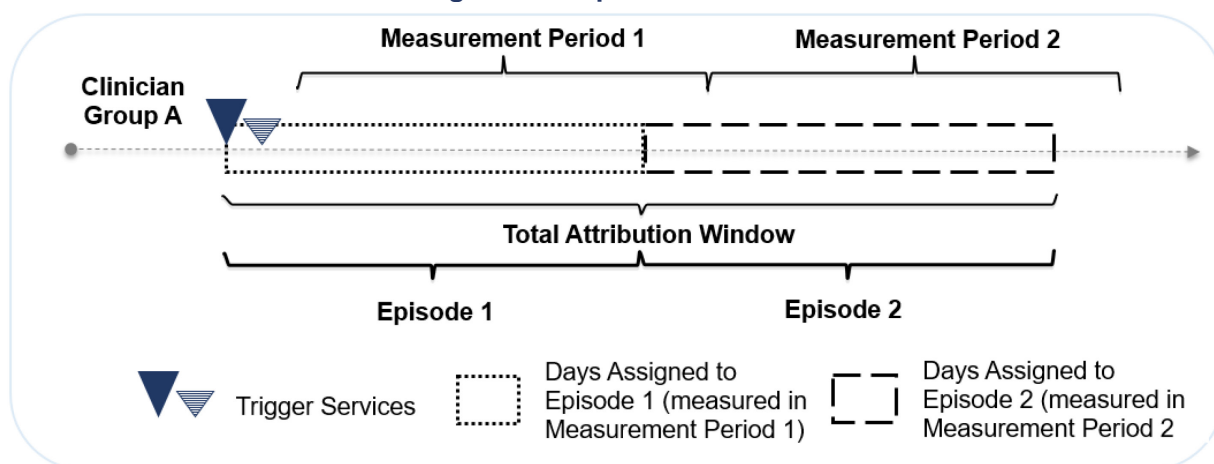 Measurement Period 1
Measurement Period 2
Clinician
Group A
Total Attribution Window
Episode 1
Episode 2
Trigger Services
Days Assigned to
Episode 1 (measured in
Measurement Period 1)
Days Assigned to
Episode 2 (measured in
Measurement Period 2